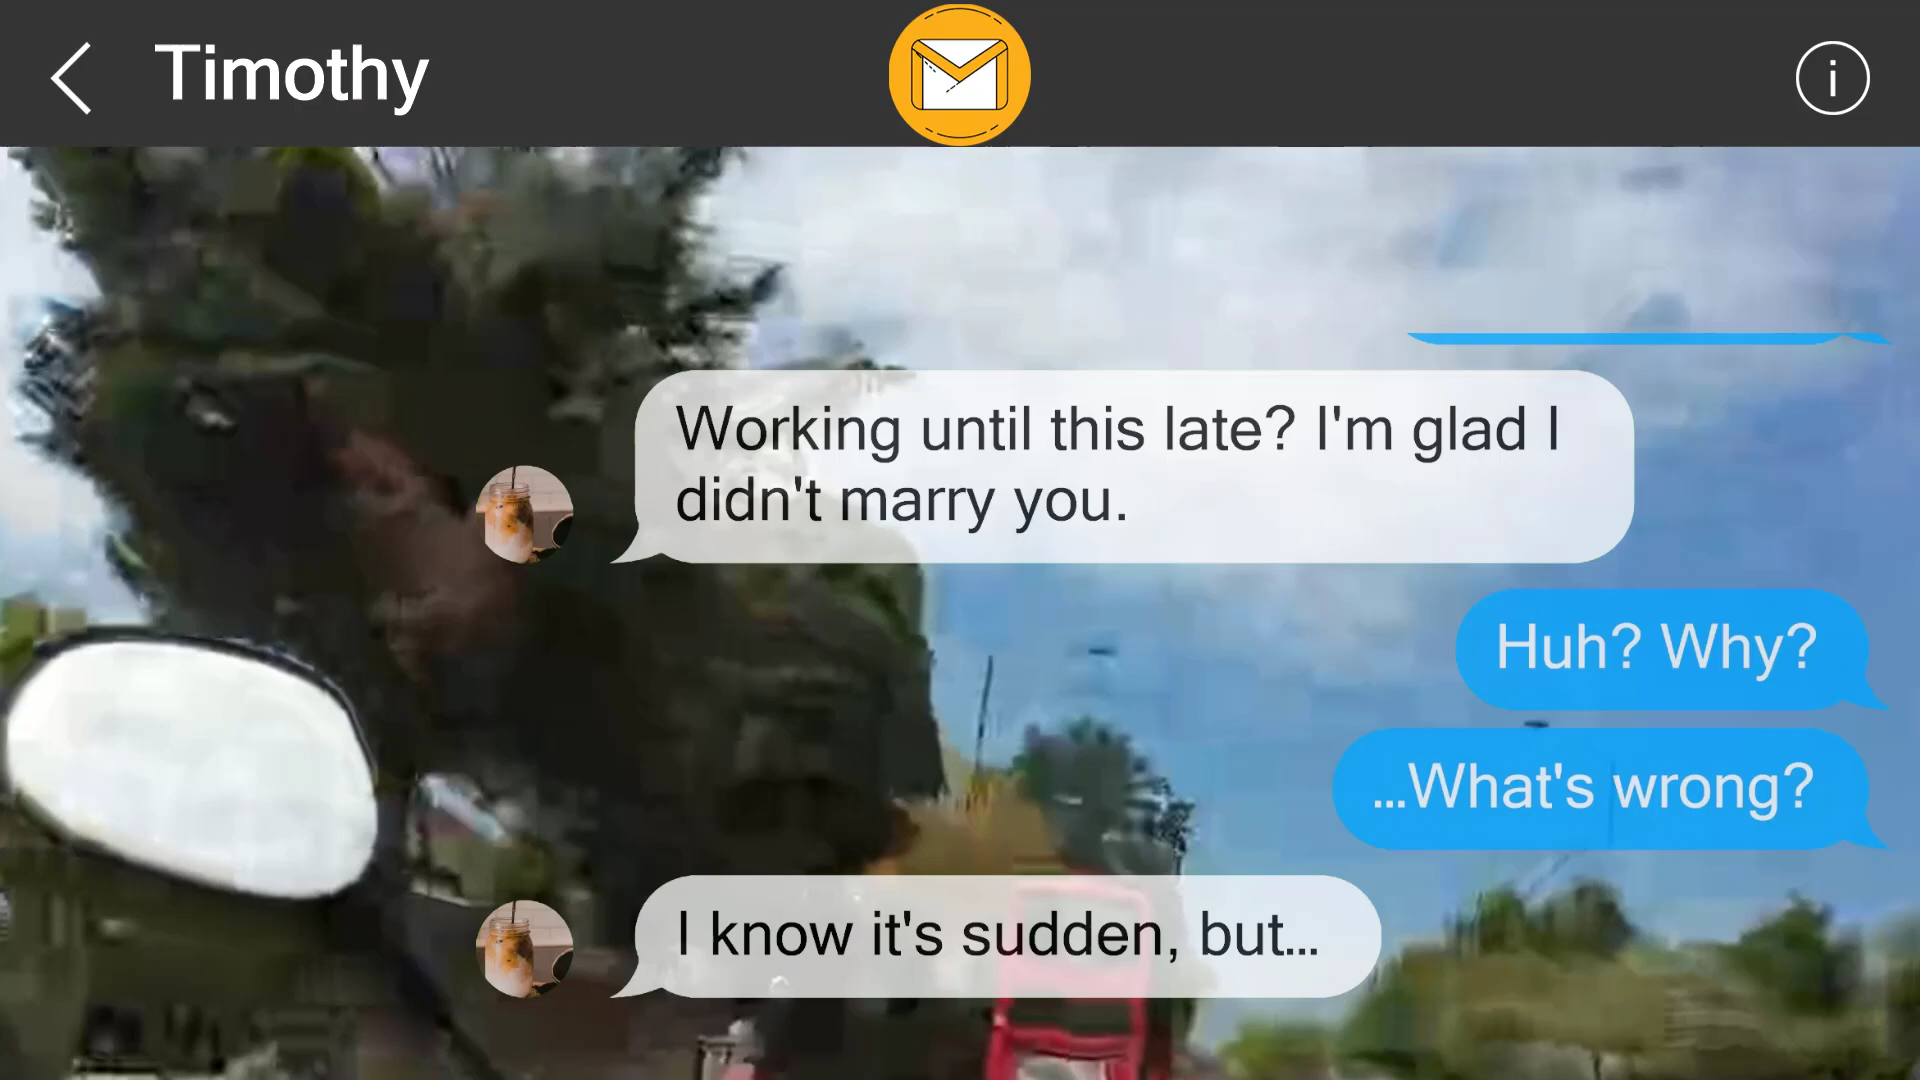 Timothy
Working until this late? I'm glad I
didn't marry you.
Huh? Why?
...What's wrong?
I know it's sudden, but...